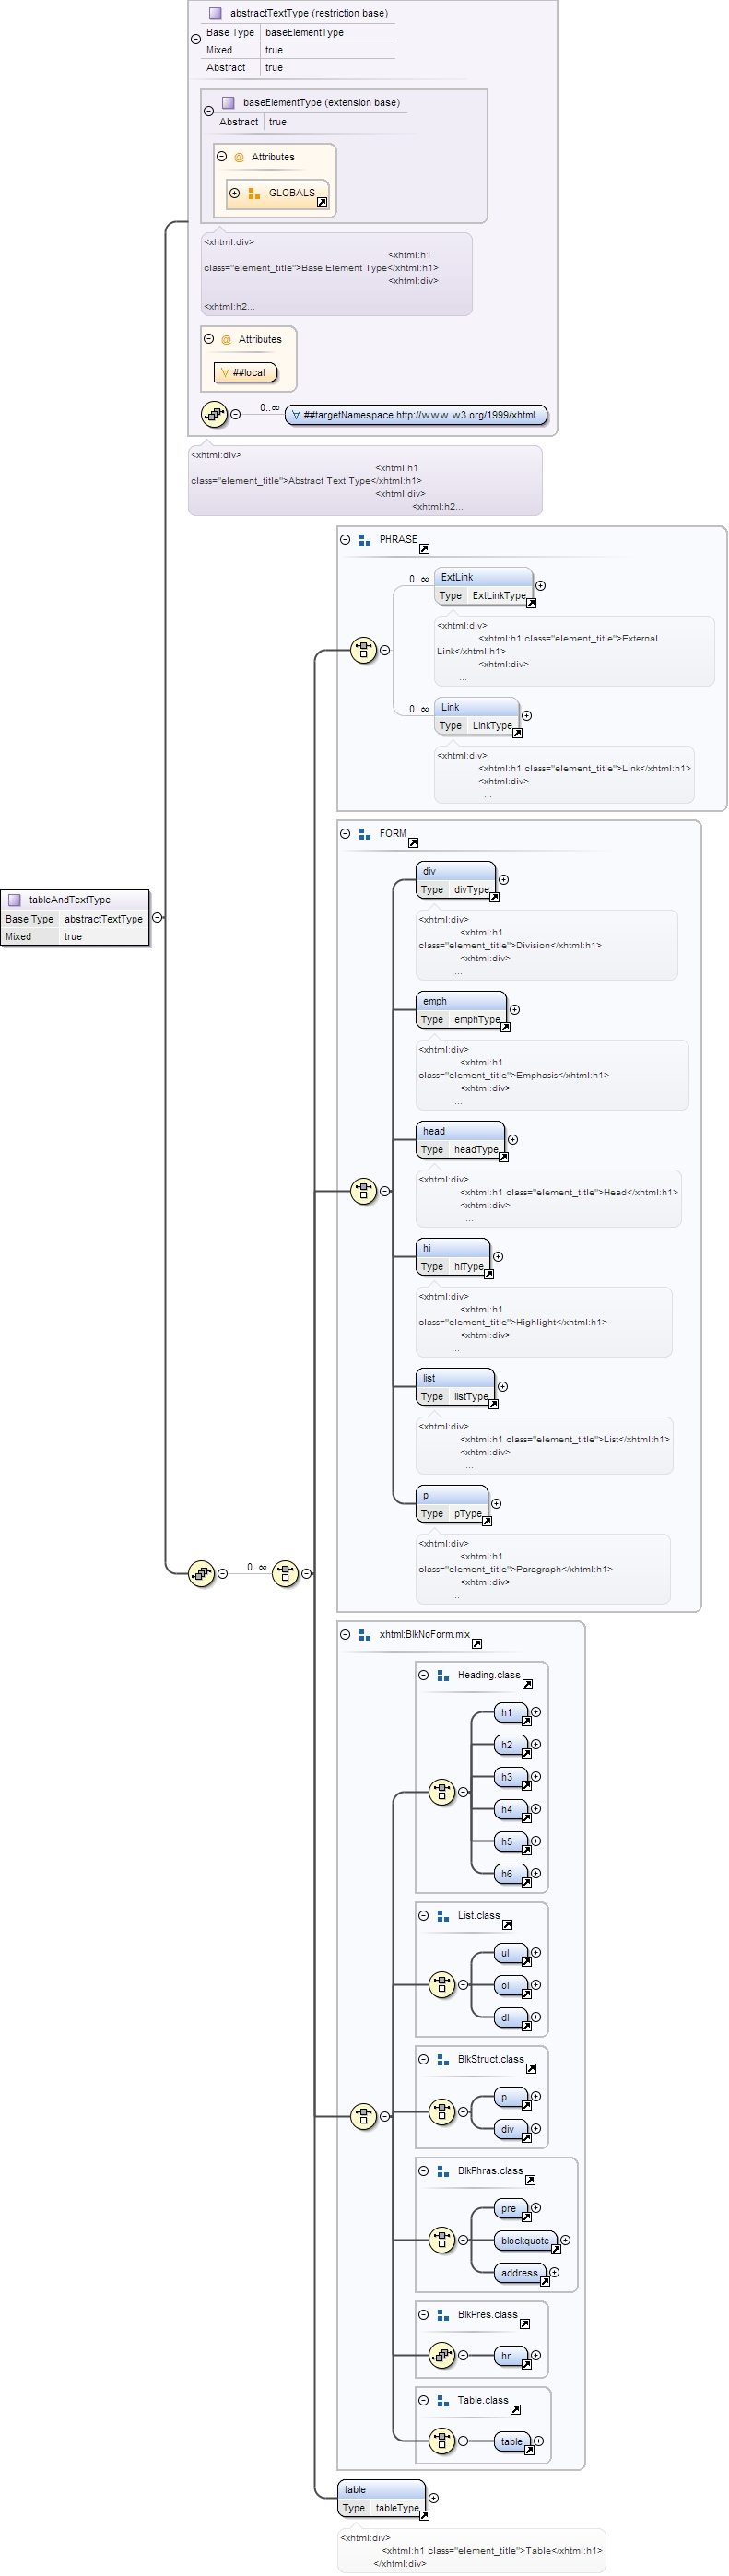 abstractTextType (restriction base)
Base Type baseElementType
Mixed true
Abstract true
baseElementType (extension base)
Abstract true
@ Attributes
GLOBALS
<xhtml:div>
<xhtml:h1
class="element_title">Base Element Type</xhtml:h1>
<xhtml:div>
<xhtml:h2...
@ Attributes
∀ ##local
0..∞
∀ ##targetNamespace http://www.w3.org/1999/xhtml
<xhtml:div>
<xhtml:h1
class="element_title">Abstract Text Type</xhtml:h1>
<xhtml:div>
<xhtml:h2...
PHRASE
0..∞
ExtLink
Type ExtLinkType
<xhtml:div>
<xhtml:h1 class="element_title">External
Link</xhtml:h1>
<xhtml:div>
...
0..∞
Link
Type LinkType
<xhtml:div>
<xhtml:h1 class="element_title">Link</xhtml:h1>
<xhtml:div>
...
FORM
div
Type divType
<xhtml:div>
<xhtml:h1
class="element_title">Division</xhtml:h1>
<xhtml:div>
...
tableAndTextType
Base Type abstractTextType
Mixed true
emph
Type emphType
<xhtml:div>
<xhtml:h1
class="element_title">Emphasis</xhtml:h1>
<xhtml:div>
...
head
Type headType
<xhtml:div>
<xhtml:h1 class="element_title">Head</xhtml:h1>
<xhtml:div>
...
hi
Type hiType
<xhtml:div>
<xhtml:h1
class="element_title">Highlight</xhtml:h1>
<xhtml:div>
...
list
Type listType
<xhtml:div>
<xhtml:h1 class="element_title">List</xhtml:h1>
<xhtml:div>
...
p
Type pType
<xhtml:div>
<xhtml:h1
class="element_title">Paragraph</xhtml:h1>
<xhtml:div>
...
0..∞
xhtml:BlkNoForm.mix
Heading.class
h1
h2
h3
h4
h5
h6
List.class
ul
ol
dl
BlkStruct.class
p
div
BlkPhras.class
pre
blockquote
address
BlkPres.class
hr
Table.class
table
table
Type tableType
<xhtml:div>
<xhtml:h1 class="element_title">Table</xhtml:h1>
</xhtml:div>